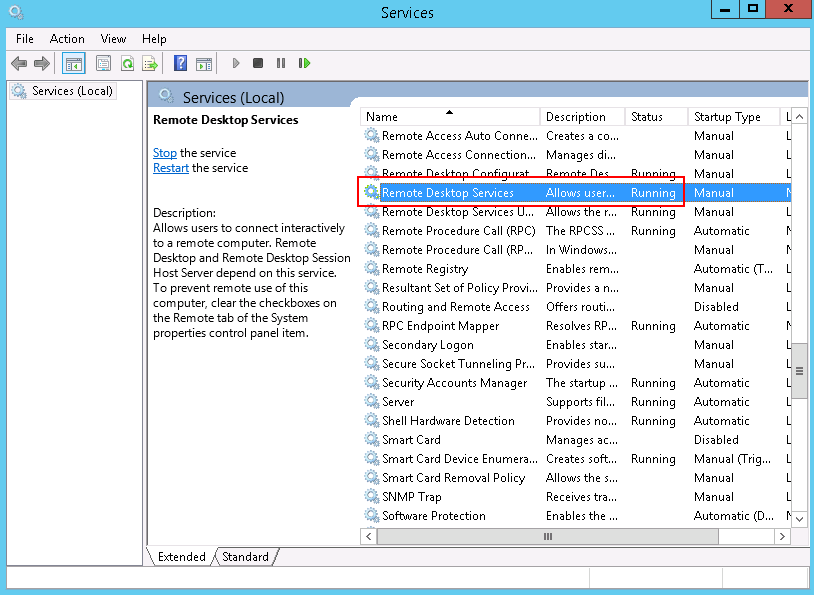 Services
File Action View Help
Services (Local)
Services (Local)
Remote Desktop Services
Stop the service
Restart the service
Description:
Allows users to connect interactively
to a remote computer. Remote
Desktop and Remote Desktop Session
Host Server depend on this service.
To prevent remote use of this
computer, clear the checkboxes on
the Remote tab of the System
properties control panel item.
Name Description Status Startup Type
Remote Access Auto Conne... Creates a co... Manual
Remote Access Connection... Manages di... Manual
Remote Desktop Configurat... Remote Des... Running Manual
Remote Desktop Services Allows user... Running Manual
Remote Desktop Services U... Allows the r... Running Manual
Remote Procedure Call (RPC) The RPCSS ... Running Automatic
Remote Procedure Call (RP... In Windows... Manual
Remote Registry Enables rem... Automatic (T...
Resultant Set of Policy Provi... Provides a n... Manual
Routing and Remote Access Offers routi... Disabled
RPC Endpoint Mapper Resolves RP... Running Automatic
Secondary Logon Enables star... Manual
Secure Socket Tunneling Pr... Provides su... Manual
Security Accounts Manager The startup ... Running Automatic
Server Supports fil... Running Automatic
Shell Hardware Detection Provides no... Running Automatic
Smart Card Manages ac... Disabled
Smart Card Device Enumera... Creates soft... Running Manual (Trig...
Smart Card Removal Policy Allows the s... Manual
SNMP Trap Receives tra... Manual
Software Protection Enables the ... Automatic (D...
Extended Standard